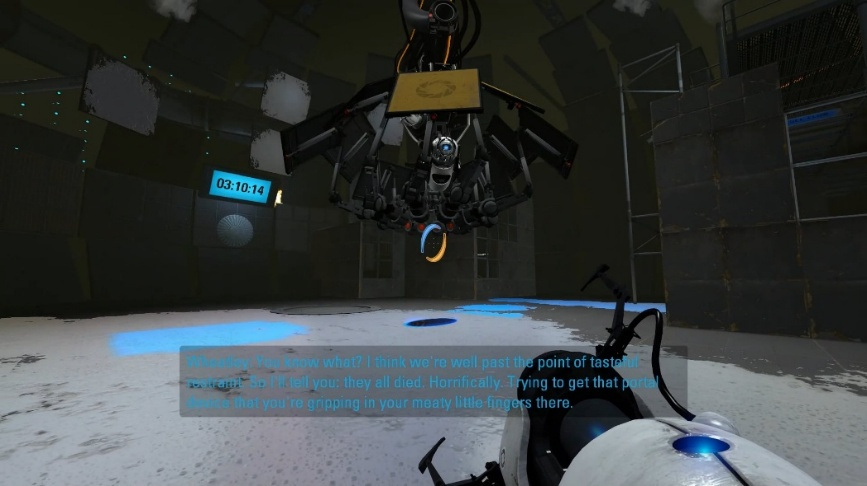 03:10:14
Wheatley: You know what? I think we're well past the point of tasteful
restraint. So I'll tell you: they all died. Horrifically. Trying to get that portal
device that you're gripping in your meaty little fingers there.